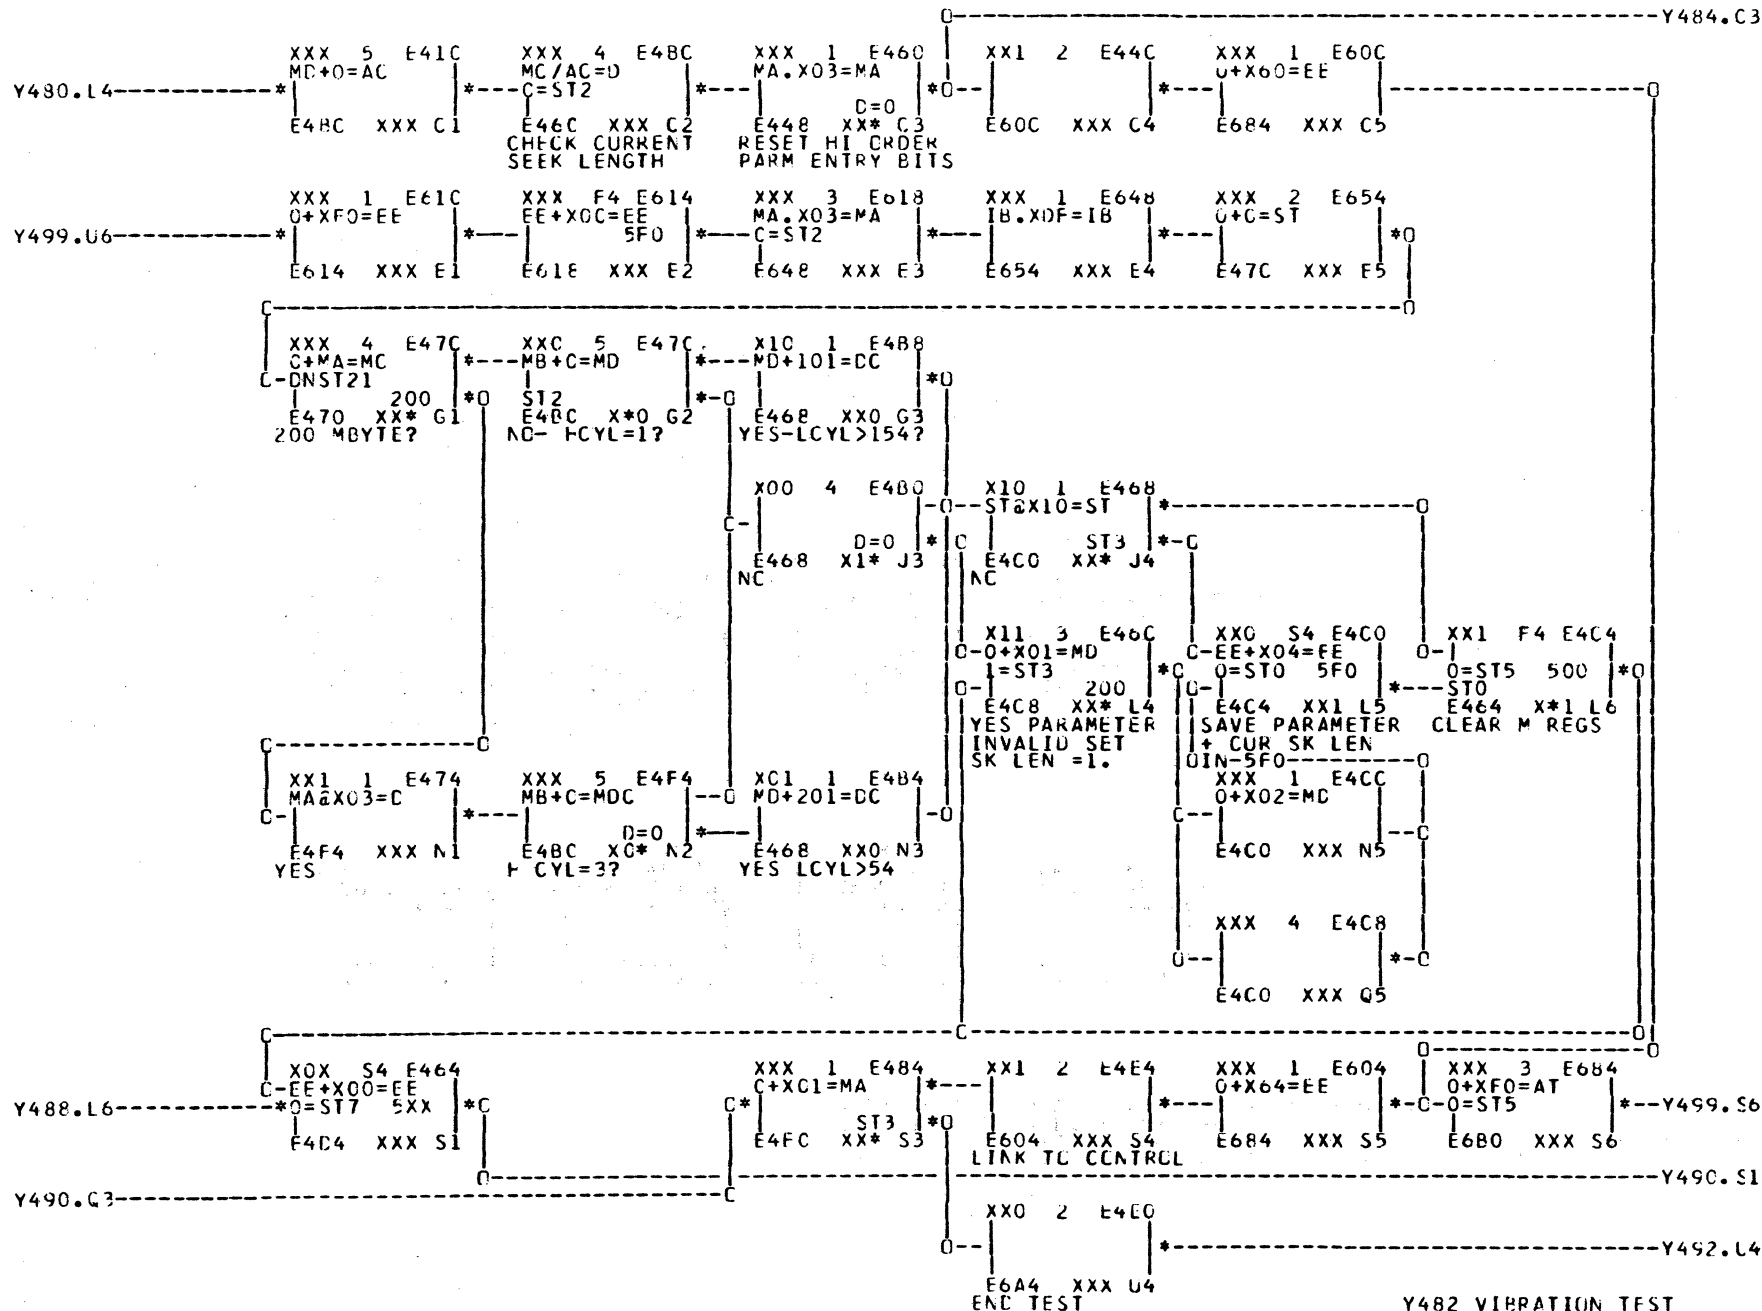 Y484.C3
XXX 5 E41C
MD+0=AC
E48C XXX C1
XXX 4 E48C
MC/AC=D
C=ST2
E46C XXX C2
CHECK CURRENT
SEEK LENGTH
XXX 1 E460
MA.X03=MA
D=0
E448 XX* C3
RESET HI ORDER
PARM ENTRY BITS
XX1 2 E44C
E60C XXX C4
XXX 1 E60C
0+X60=EE
E684 XXX C5
Y480.L4
XXX 1 E61C
0+XF0=EE
E614 XXX E1
XXX F4 E614
EE+X0C=EE
5F0
E618 XXX E2
XXX 3 E618
MA.X03=MA
C=ST2
E648 XXX E3
XXX 1 E648
IB.XDF=IB
E654 XXX E4
XXX 2 E654
0+C=ST
E47C XXX E5
Y499.U6
XXX 4 E47C
C+MA=MC
DNST21
200
E470 XX* G1
200 MBYTE?
XXC 5 E47C
MB+C=MD
ST2
E4BC X*0 G2
NO- HCYL=1?
X1C 1 E4B8
MD+101=DC
E468 XX0 G3
YES-LCYL>154?
X00 4 E4B0
D=0
E468 X1* J3
NC
X10 1 E468
ST@X10=ST
ST3
E4C0 XX* J4
NC
X11 3 E46C
0+X01=MD
1=ST3
200
E4C8 XX* L4
YES PARAMETER
INVALID SET
SK LEN =1.
XX0 S4 E4C0
EE+X04=EE
0=ST0 5F0
E4C4 XX1 L5
SAVE PARAMETER
+ CUR SK LEN
IN-5F0
XX1 F4 E4C4
0=ST5 500
ST0
E464 X*1 L6
CLEAR M REGS
XX1 1 E474
MA@X03=C
E4F4 XXX N1
YES
XXX 5 E4F4
MB+C=MDC
D=0
E4BC X0* N2
H CYL=3?
XC1 1 E4B4
MD+201=DC
E468 XX0 N3
YES LCYL>54
XXX 1 E4CC
0+X02=MD
E4C0 XXX N5
XXX 4 E4C8
E4C0 XXX Q5
X0X S4 E464
EE+X00=EE
0=ST7 5XX
E4D4 XXX S1
Y488.L6
XXX 1 E484
C+XC1=MA
ST3
E4FC XX* S3
XX1 2 E4E4
E604 XXX S4
LINK TO CONTROL
XXX 1 E604
0+X64=EE
E684 XXX S5
XXX 3 E684
0+XF0=AT
0=ST5
E6B0 XXX S6
Y499.S6
Y490.S1
Y490.G3
XX0 2 E4E0
E6A4 XXX U4
END TEST
Y492.U4
Y482 VIBRATION TEST